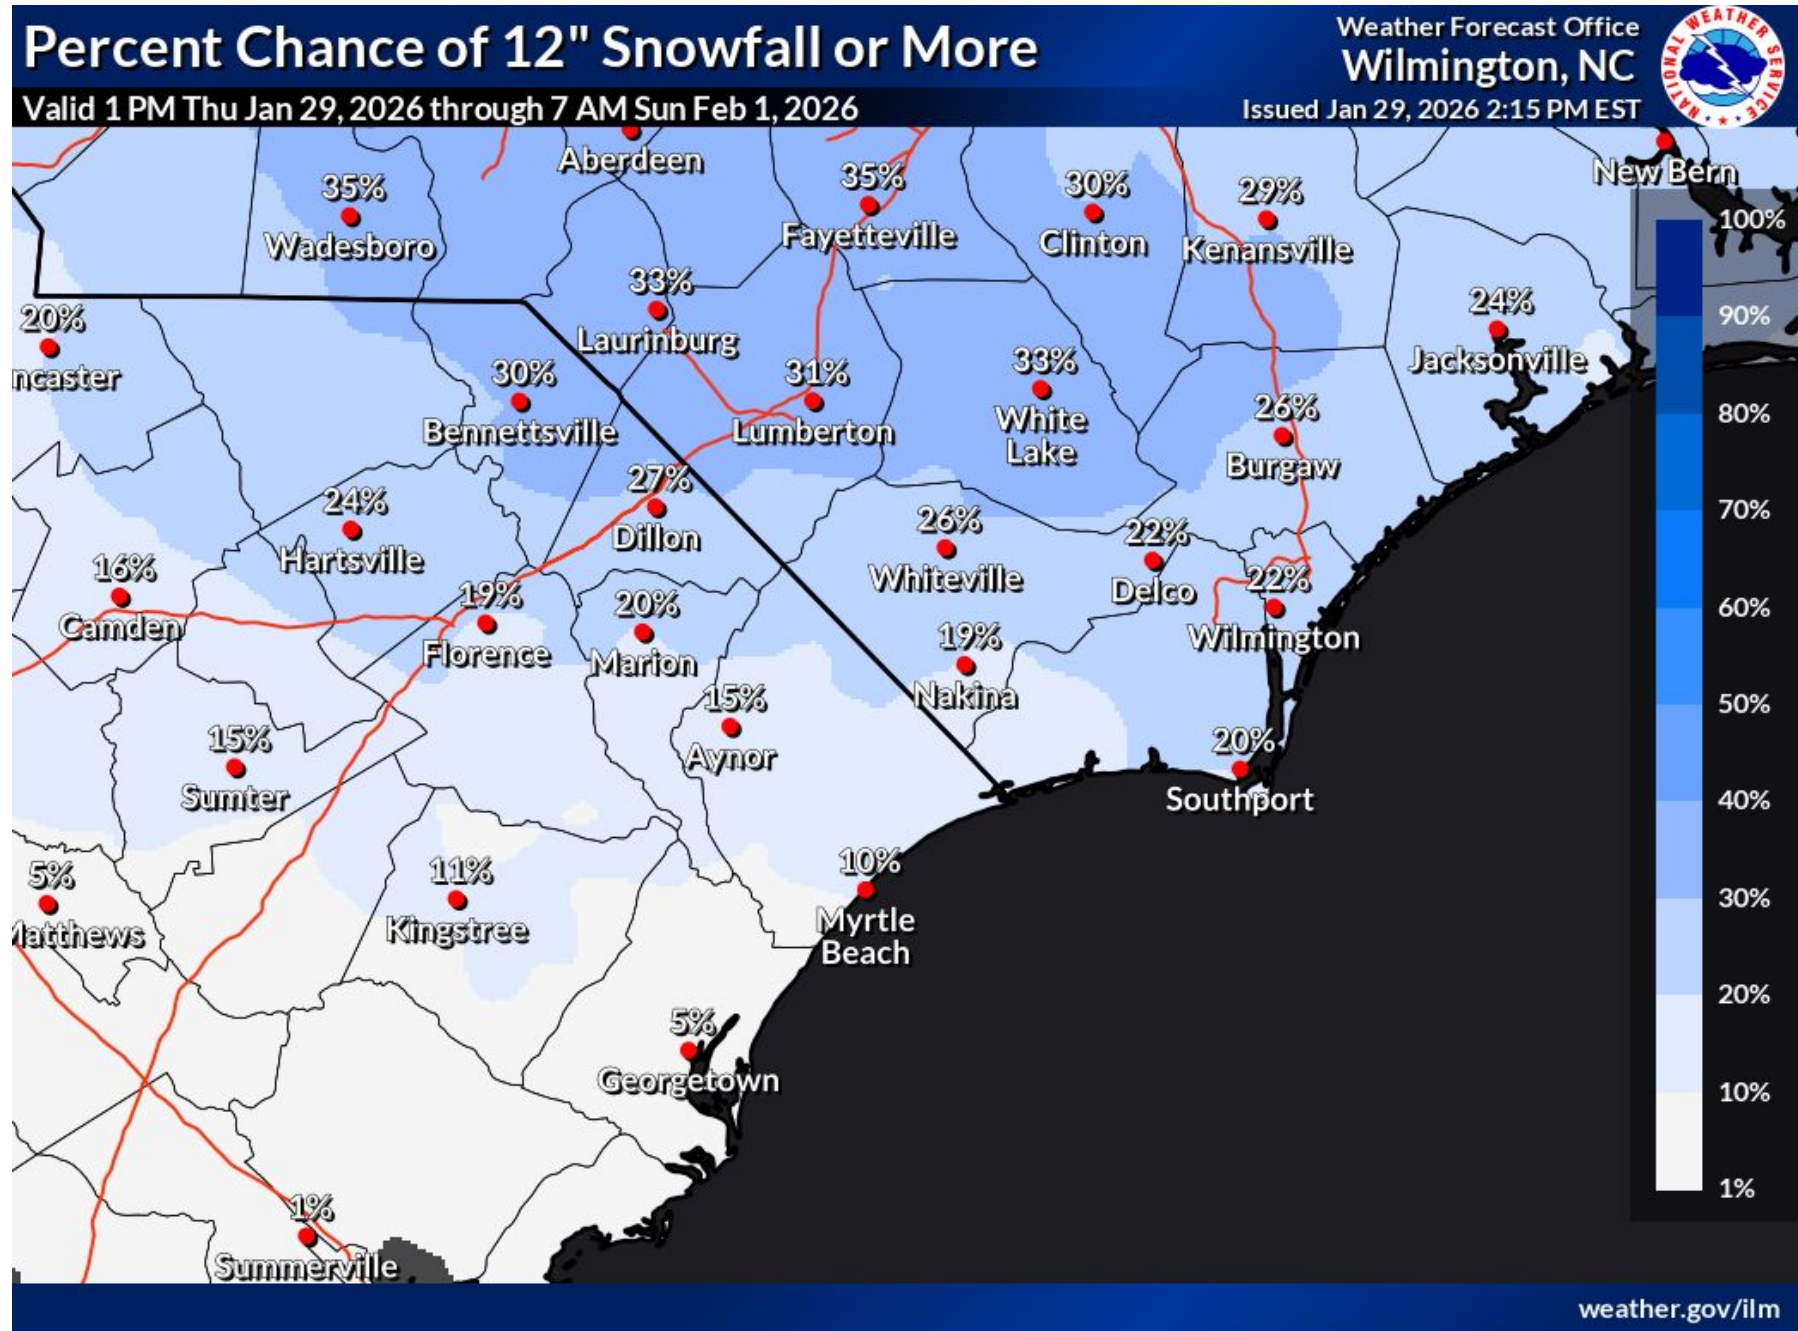 Percent Chance of 12" Snowfall or More
Valid 1 PM Thu Jan 29, 2026 through 7 AM Sun Feb 1, 2026
Weather Forecast Office
Wilmington, NC
Issued Jan 29, 2026 2:15 PM EST
NATIONAL WEATHER SERVICE
Aberdeen
New Bern
35%
Wadesboro
35%
Fayetteville
30%
Clinton
29%
Kenansville
33%
Laurinburg
24%
Jacksonville
20%
ncaster
30%
Bennettsville
31%
Lumberton
33%
White
Lake
26%
Burgaw
27%
Dillon
24%
Hartsville
26%
Whiteville
22%
Delco
22%
Wilmington
16%
Camden
19%
Florence
20%
Marion
19%
Nakina
15%
Aynor
15%
Sumter
20%
Southport
10%
Myrtle
Beach
5%
Matthews
11%
Kingstree
5%
Georgetown
1%
Summerville
100%
90%
80%
70%
60%
50%
40%
30%
20%
10%
1%
weather.gov/ilm